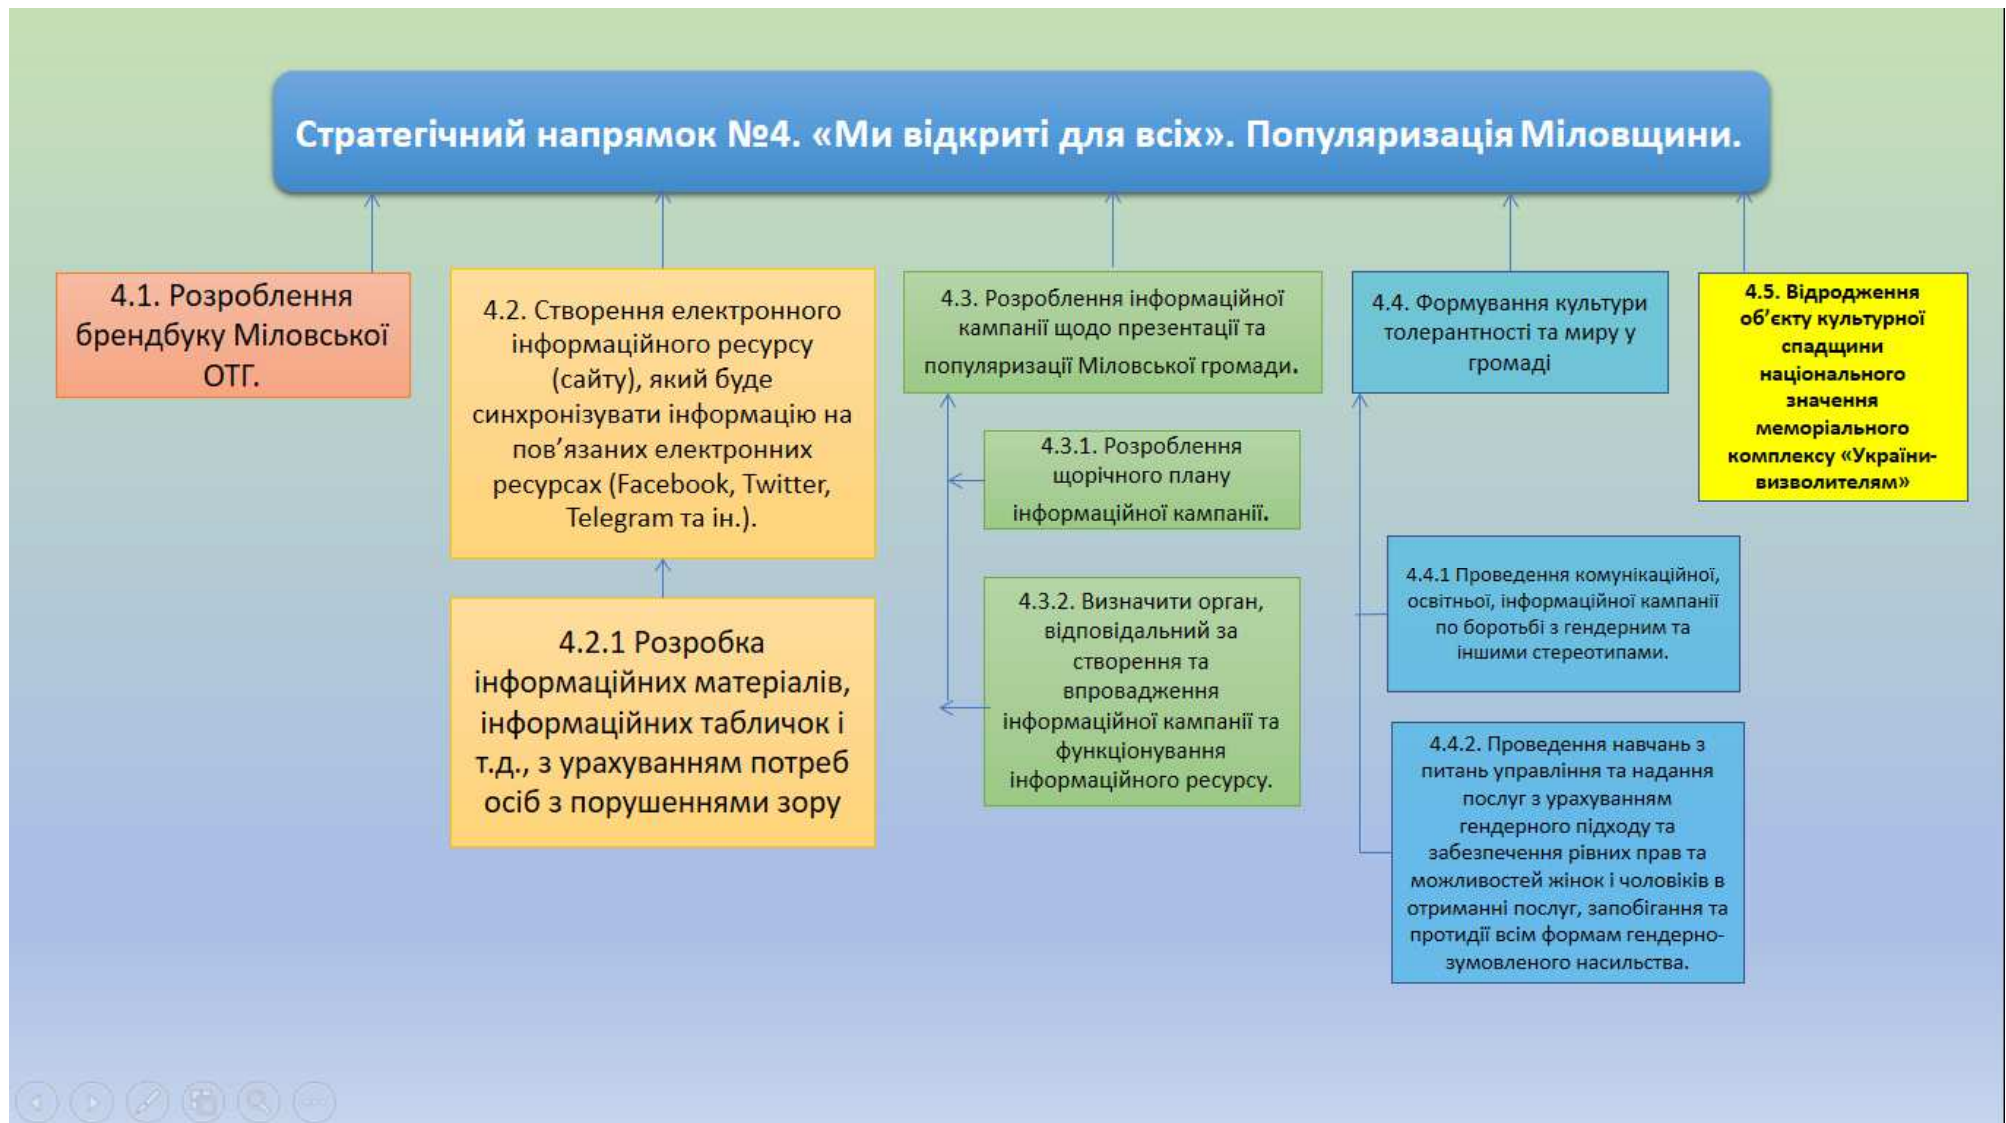 Стратегічний напрямок №4. «Ми відкриті для всіх». Популяризація Міловщини.
4.1. Розроблення
брендбуку Міловської
ОТГ.
4.2. Створення електронного
інформаційного ресурсу
(сайту), який буде
синхронізувати інформацію на
пов’язаних електронних
ресурсах (Facebook, Twitter,
Telegram та ін.).
4.2.1 Розробка
інформаційних матеріалів,
інформаційних табличок і
т.д., з урахуванням потреб
осіб з порушеннями зору
4.3. Розроблення інформаційної
кампанії щодо презентації та
популяризації Міловської громади.
4.3.1. Розроблення
щорічного плану
інформаційної кампанії.
4.3.2. Визначити орган,
відповідальний за
створення та
впровадження
інформаційної кампанії та
функціонування
інформаційного ресурсу.
4.4. Формування культури
толерантності та миру у
громаді
4.4.1 Проведення комунікаційної,
освітньої, інформаційної кампанії
по боротьбі з гендерним та
іншими стереотипами.
4.4.2. Проведення навчань з
питань управління та надання
послуг з урахуванням
гендерного підходу та
забезпечення рівних прав та
можливостей жінок і чоловіків в
отриманні послуг, запобігання та
протидії всім формам гендерно-
зумовленого насильства.
4.5. Відродження
об’єкту культурної
спадщини
національного
значення
меморіального
комплексу «України-
визволителям»